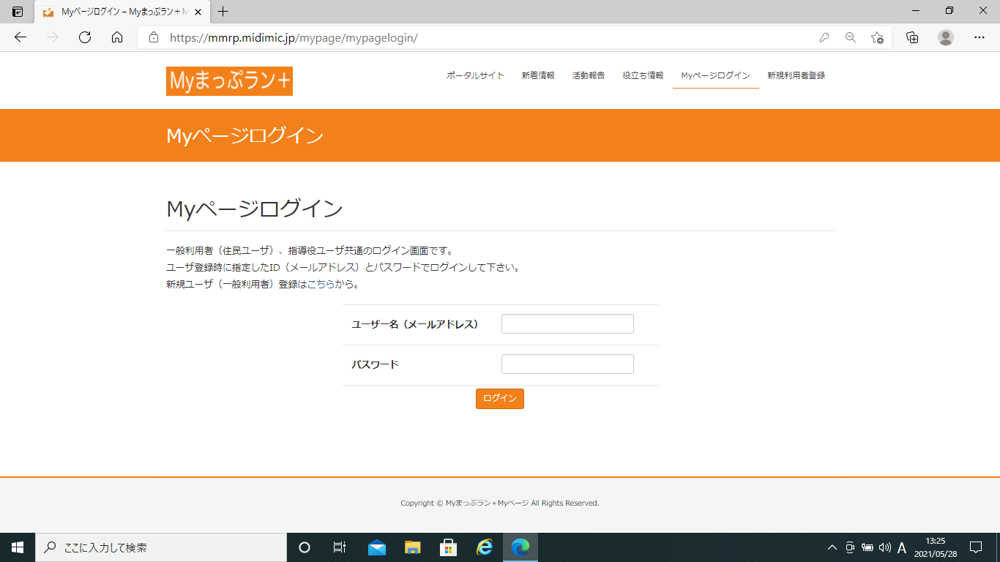 Myページログイン – Myまっぷラン＋M
https://mmrp.midimic.jp/mypage/mypagelogin/
Myまっぷラン＋
ポータルサイト 新着情報 活動報告 役立ち情報 Myページログイン 新規利用者登録
Myページログイン
Myページログイン
一般利用者（住民ユーザ）、指導役ユーザ共通のログイン画面です。
ユーザ登録時に指定したID（メールアドレス）とパスワードでログインして下さい。
新規ユーザ（一般利用者）登録はこちらから。
ユーザー名（メールアドレス）
パスワード
ログイン
Copyright © Myまっぷラン＋Myページ All Rights Reserved.
ここに入力して検索
A
13:25
2021/05/28